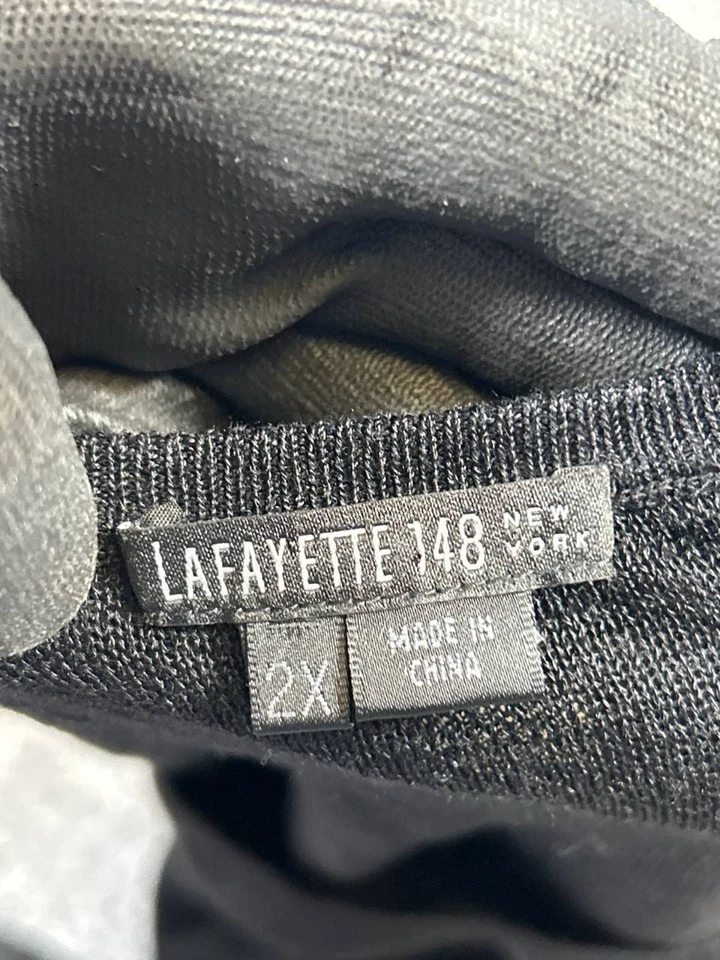 LAFAYETTE 148 NEW YORK
2X
MADE IN
CHINA